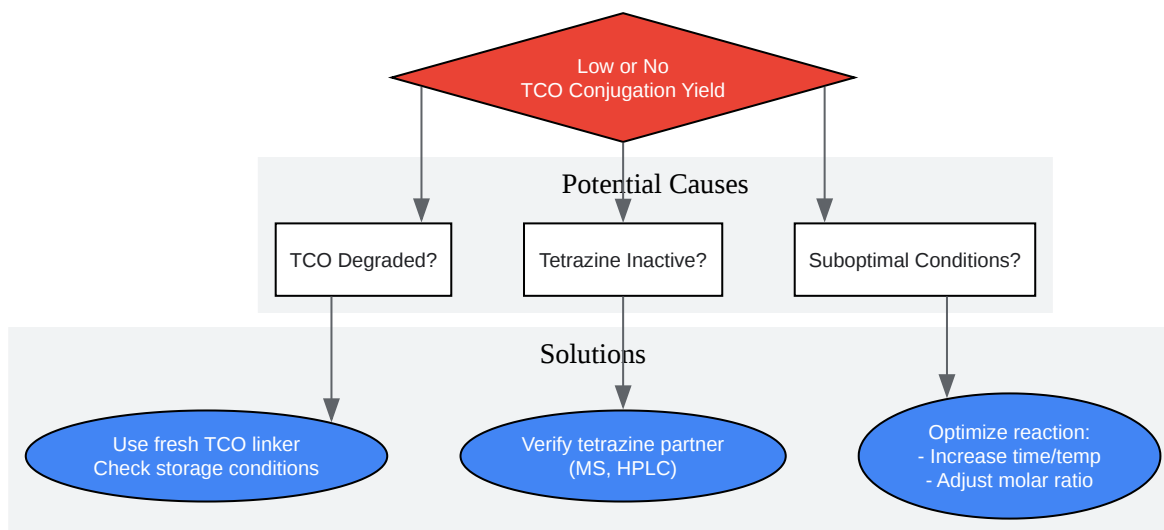 Low or No
TCO Conjugation Yield
Potential Causes
TCO Degraded?
Tetrazine Inactive?
Suboptimal Conditions?
Solutions
Use fresh TCO linker
Check storage conditions
Verify tetrazine partner
(MS, HPLC)
Optimize reaction:
- Increase time/temp
- Adjust molar ratio